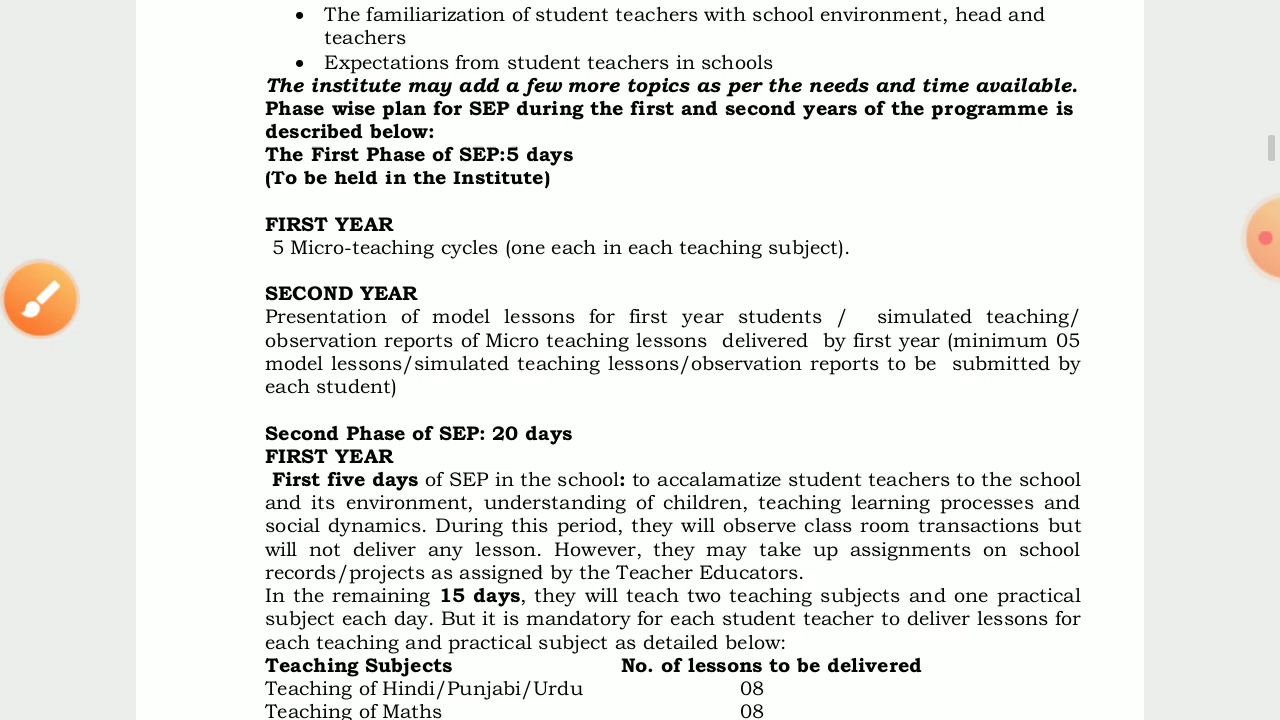 • The familiarization of student teachers with school environment, head and
teachers
• Expectations from student teachers in schools
The institute may add a few more topics as per the needs and time available.
Phase wise plan for SEP during the first and second years of the programme is
described below:
The First Phase of SEP:5 days
(To be held in the Institute)
FIRST YEAR
5 Micro-teaching cycles (one each in each teaching subject).
SECOND YEAR
Presentation of model lessons for first year students / simulated teaching/
observation reports of Micro teaching lessons delivered by first year (minimum 05
model lessons/simulated teaching lessons/observation reports to be submitted by
each student)
Second Phase of SEP: 20 days
FIRST YEAR
First five days of SEP in the school: to accalamatize student teachers to the school
and its environment, understanding of children, teaching learning processes and
social dynamics. During this period, they will observe class room transactions but
will not deliver any lesson. However, they may take up assignments on school
records/projects as assigned by the Teacher Educators.
In the remaining 15 days, they will teach two teaching subjects and one practical
subject each day. But it is mandatory for each student teacher to deliver lessons for
each teaching and practical subject as detailed below:
Teaching Subjects No. of lessons to be delivered
Teaching of Hindi/Punjabi/Urdu 08
Teaching of Maths 08